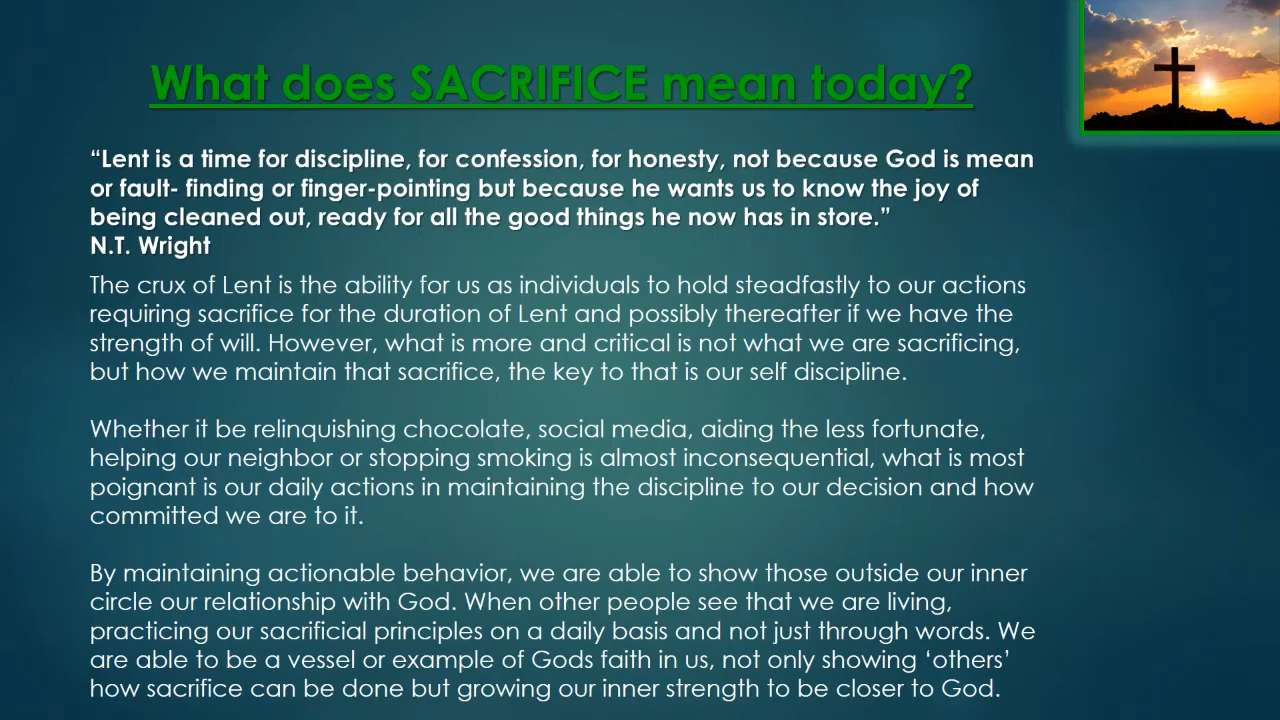 What does SACRIFICE mean today?
“Lent is a time for discipline, for confession, for honesty, not because God is mean
or fault- finding or finger-pointing but because he wants us to know the joy of
being cleaned out, ready for all the good things he now has in store.”
N.T. Wright
The crux of Lent is the ability for us as individuals to hold steadfastly to our actions
requiring sacrifice for the duration of Lent and possibly thereafter if we have the
strength of will. However, what is more and critical is not what we are sacrificing,
but how we maintain that sacrifice, the key to that is our self discipline.
Whether it be relinquishing chocolate, social media, aiding the less fortunate,
helping our neighbor or stopping smoking is almost inconsequential, what is most
poignant is our daily actions in maintaining the discipline to our decision and how
committed we are to it.
By maintaining actionable behavior, we are able to show those outside our inner
circle our relationship with God. When other people see that we are living,
practicing our sacrificial principles on a daily basis and not just through words. We
are able to be a vessel or example of Gods faith in us, not only showing ‘others’
how sacrifice can be done but growing our inner strength to be closer to God.